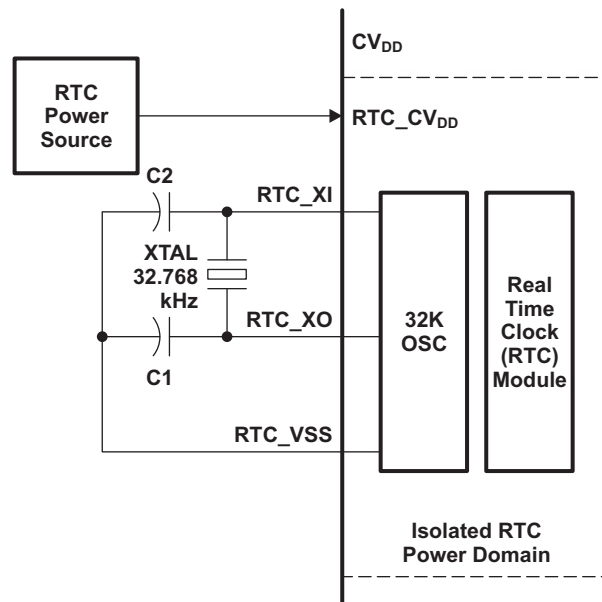 CVDD
RTC
Power
Source
RTC_CVDD
C2
RTC_XI
XTAL
32.768
kHz
RTC_XO
32K
OSC
Real
Time
Clock
(RTC)
Module
C1
RTC_VSS
Isolated RTC
Power Domain